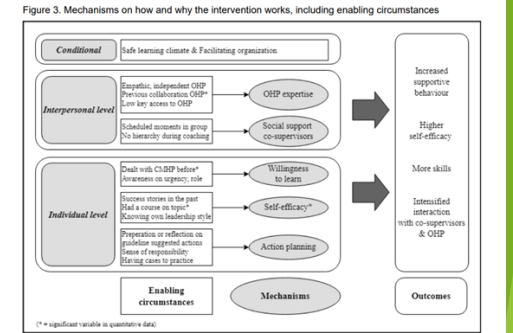 Figure 3. Mechanisms on how and why the intervention works, including enabling circumstances
Conditional
Safe learning climate & Facilitating organization
Interpersonal level
Empathic, independent OHP
Previous collaboration OHP*
Low key access to OHP
OHP expertise
Scheduled moments in group
No hierarchy during coaching
Social support
co-supervisors
Individual level
Dealt with CMHP before*
Awareness on urgency, role
Willingness
to learn
Success stories in the past
Had a course on topic*
Knowing own leadership style
Self-efficacy*
Preparation or reflection on
guideline suggested actions
Sense of responsibility
Having cases to practice
Action planning
Increased
supportive
behaviour
Higher
self-efficacy
More skills
Intensified
interaction
with co-supervisors
& OHP
Enabling
circumstances
Mechanisms
Outcomes
(* = significant variable in quantitative data)